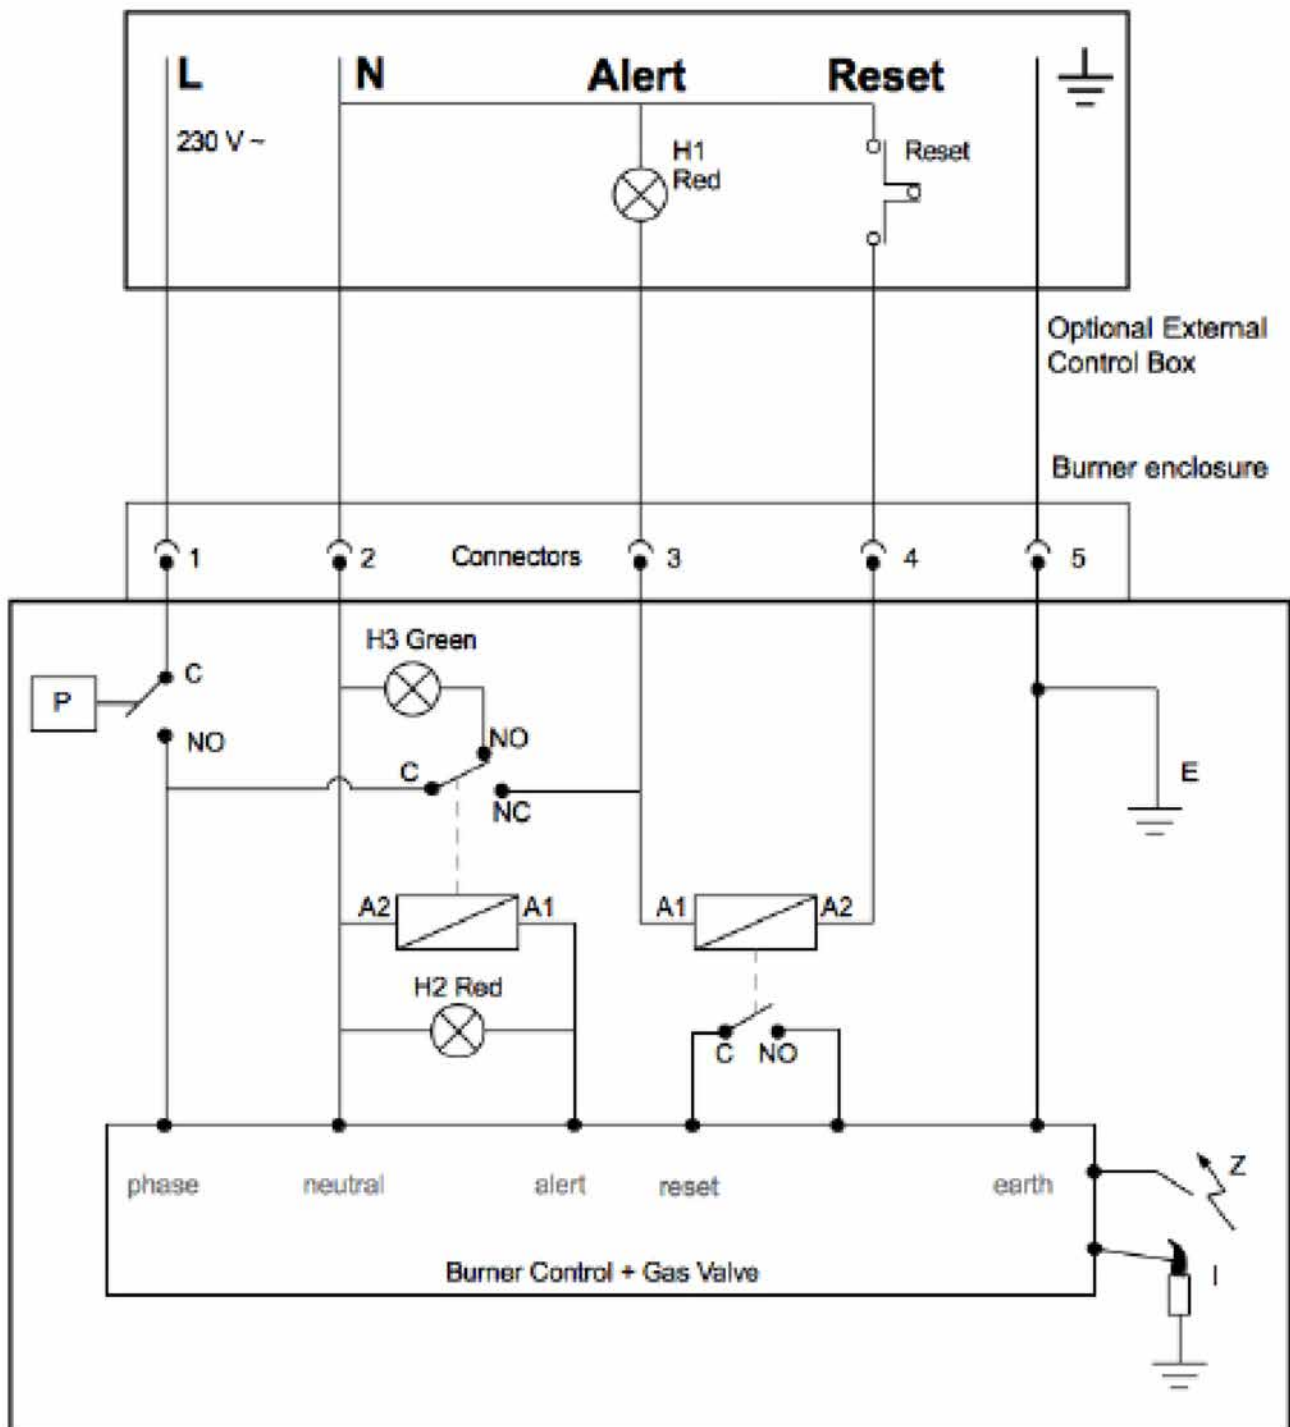 L
N
Alert
Reset
230 V ~
H1
Red
Reset
Optional External
Control Box
Burner enclosure
1
2
Connectors
3
4
5
H3 Green
C
P
NO
NO
C
NC
E
A2
A1
A1
A2
H2 Red
C
NO
phase
neutral
alert
reset
earth
Z
Burner Control + Gas Valve
I